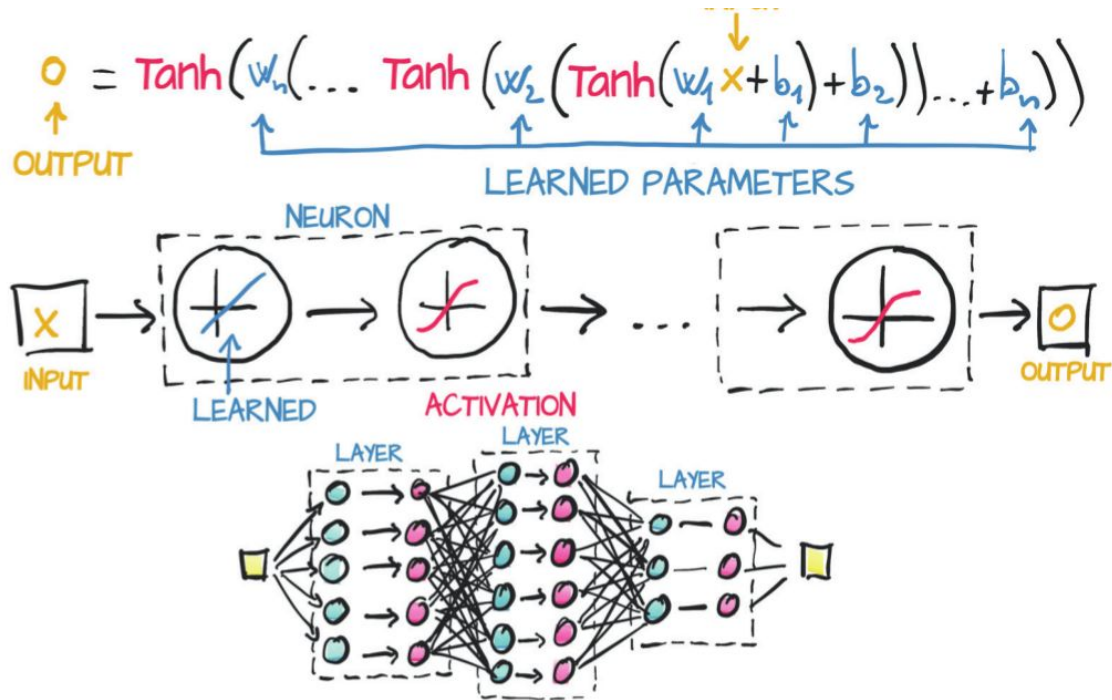 O = Tanh(wₙ(... Tanh(w₂(Tanh(w₁ x + b₁) + b₂))... + bₙ))
OUTPUT
LEARNED PARAMETERS
NEURON
X
...
O
INPUT
OUTPUT
LEARNED
ACTIVATION
LAYER
LAYER
LAYER